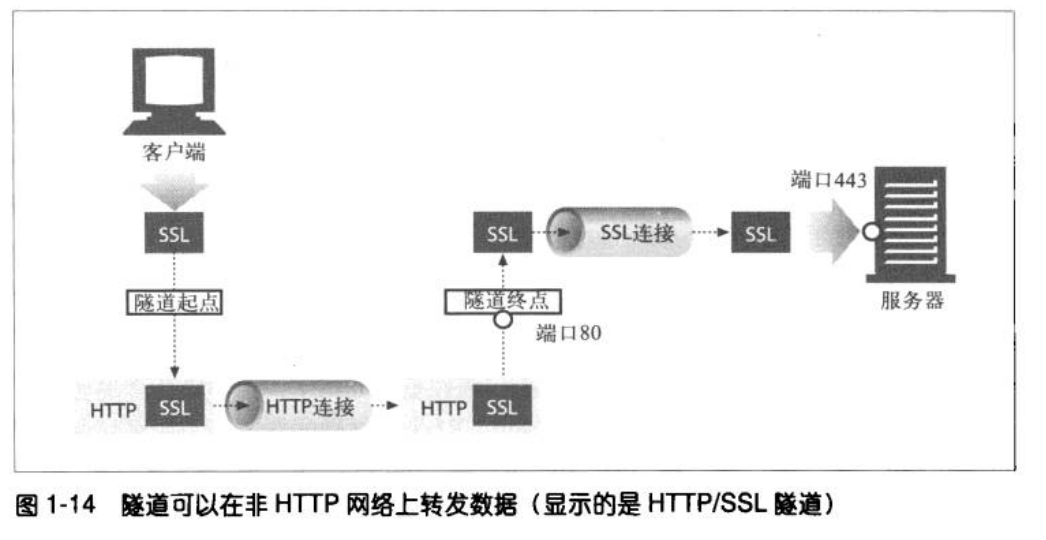 客户端
SSL
隧道起点
HTTP SSL
HTTP连接
HTTP SSL
端口80
隧道终点
SSL
SSL连接
SSL
端口443
服务器
图 1-14 隧道可以在非 HTTP 网络上转发数据（显示的是 HTTP/SSL 隧道）